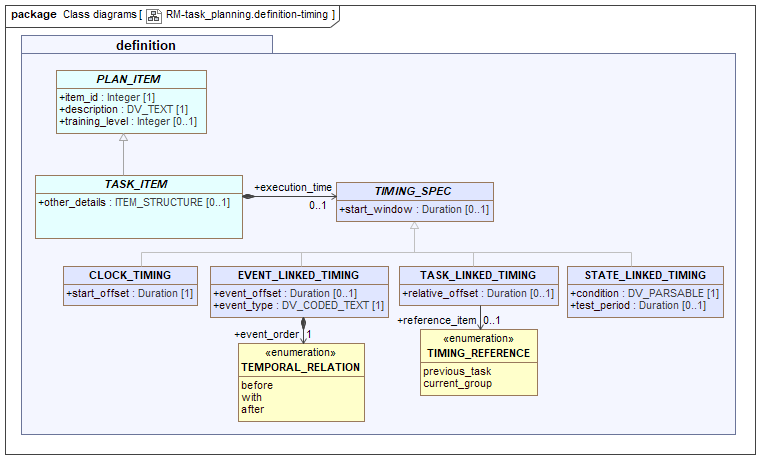 package Class diagrams [ RM-task_planning.definition-timing ]
definition
PLAN_ITEM
+item_id : Integer [1]
+description : DV_TEXT [1]
+training_level : Integer [0..1]
TASK_ITEM
+other_details : ITEM_STRUCTURE [0..1]
+execution_time
0..1
TIMING_SPEC
+start_window : Duration [0..1]
CLOCK_TIMING
+start_offset : Duration [1]
EVENT_LINKED_TIMING
+event_offset : Duration [0..1]
+event_type : DV_CODED_TEXT [1]
TASK_LINKED_TIMING
+relative_offset : Duration [0..1]
STATE_LINKED_TIMING
+condition : DV_PARSABLE [1]
+test_period : Duration [0..1]
+event_order 1
+reference_item 0..1
«enumeration»
TEMPORAL_RELATION
before
with
after
«enumeration»
TIMING_REFERENCE
previous_task
current_group